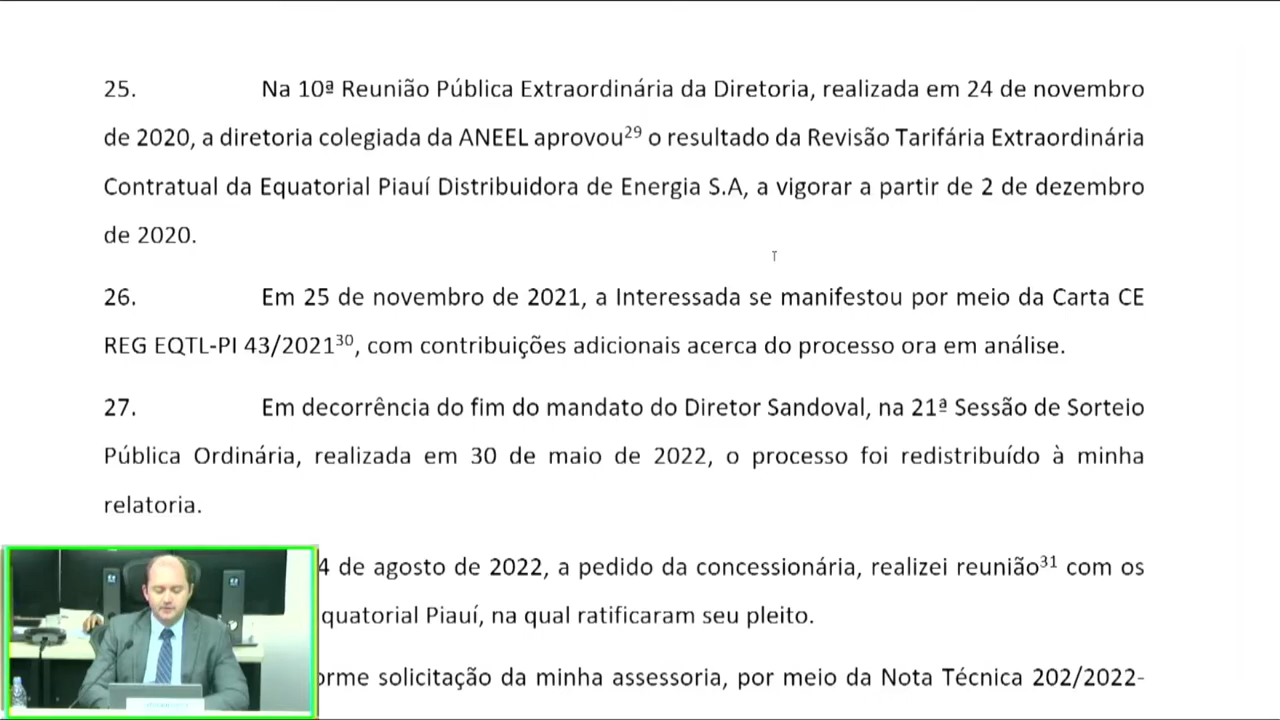 25. Na 10ª Reunião Pública Extraordinária da Diretoria, realizada em 24 de novembro
de 2020, a diretoria colegiada da ANEEL aprovou²⁹ o resultado da Revisão Tarifária Extraordinária
Contratual da Equatorial Piauí Distribuidora de Energia S.A, a vigorar a partir de 2 de dezembro
de 2020.
26. Em 25 de novembro de 2021, a Interessada se manifestou por meio da Carta CE
REG EQTL-PI 43/2021³⁰, com contribuições adicionais acerca do processo ora em análise.
27. Em decorrência do fim do mandato do Diretor Sandoval, na 21ª Sessão de Sorteio
Pública Ordinária, realizada em 30 de maio de 2022, o processo foi redistribuído à minha
relatoria.
4 de agosto de 2022, a pedido da concessionária, realizei reunião³¹ com os
quatorial Piauí, na qual ratificaram seu pleito.
orme solicitação da minha assessoria, por meio da Nota Técnica 202/2022-